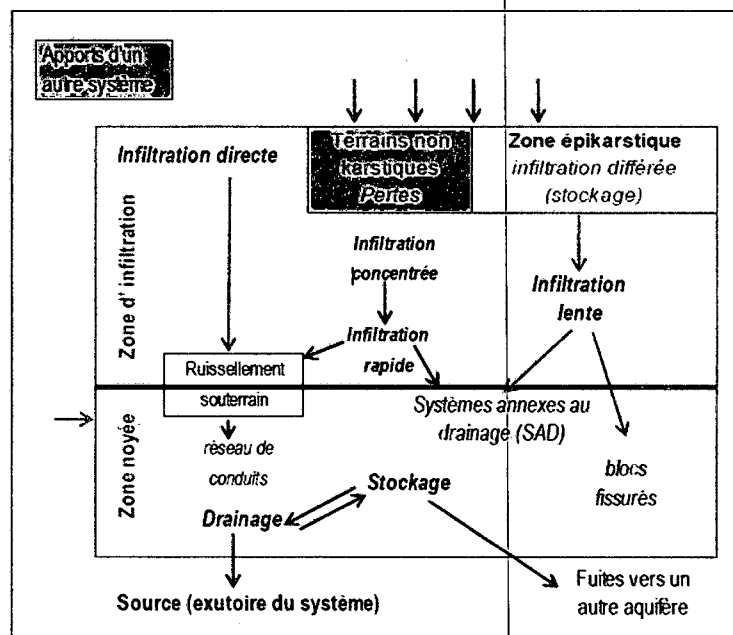 Apports d'un
autre système
Terrains non
karstiques
Pertes
Zone épikarstique
infiltration différée
(stockage)
Infiltration directe
Zone d' infiltration
Infiltration
concentrée
Infiltration
lente
Infiltration
rapide
Ruissellement
souterrain
Systèmes annexes au
drainage (SAD)
Zone noyée
réseau de
conduits
Stockage
blocs
fissurés
Drainage
Source (exutoire du système)
Fuites vers un
autre aquifère